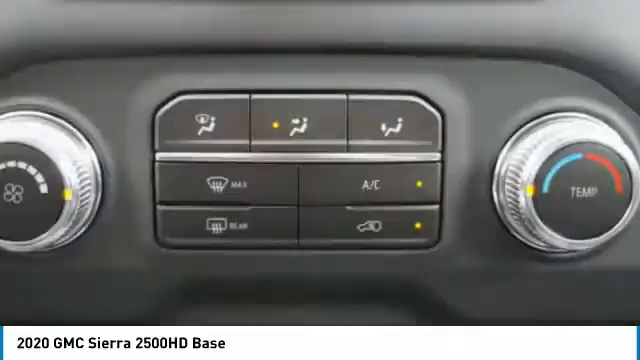 MAX
A/C
REAR
TEMP
2020 GMC Sierra 2500HD Base